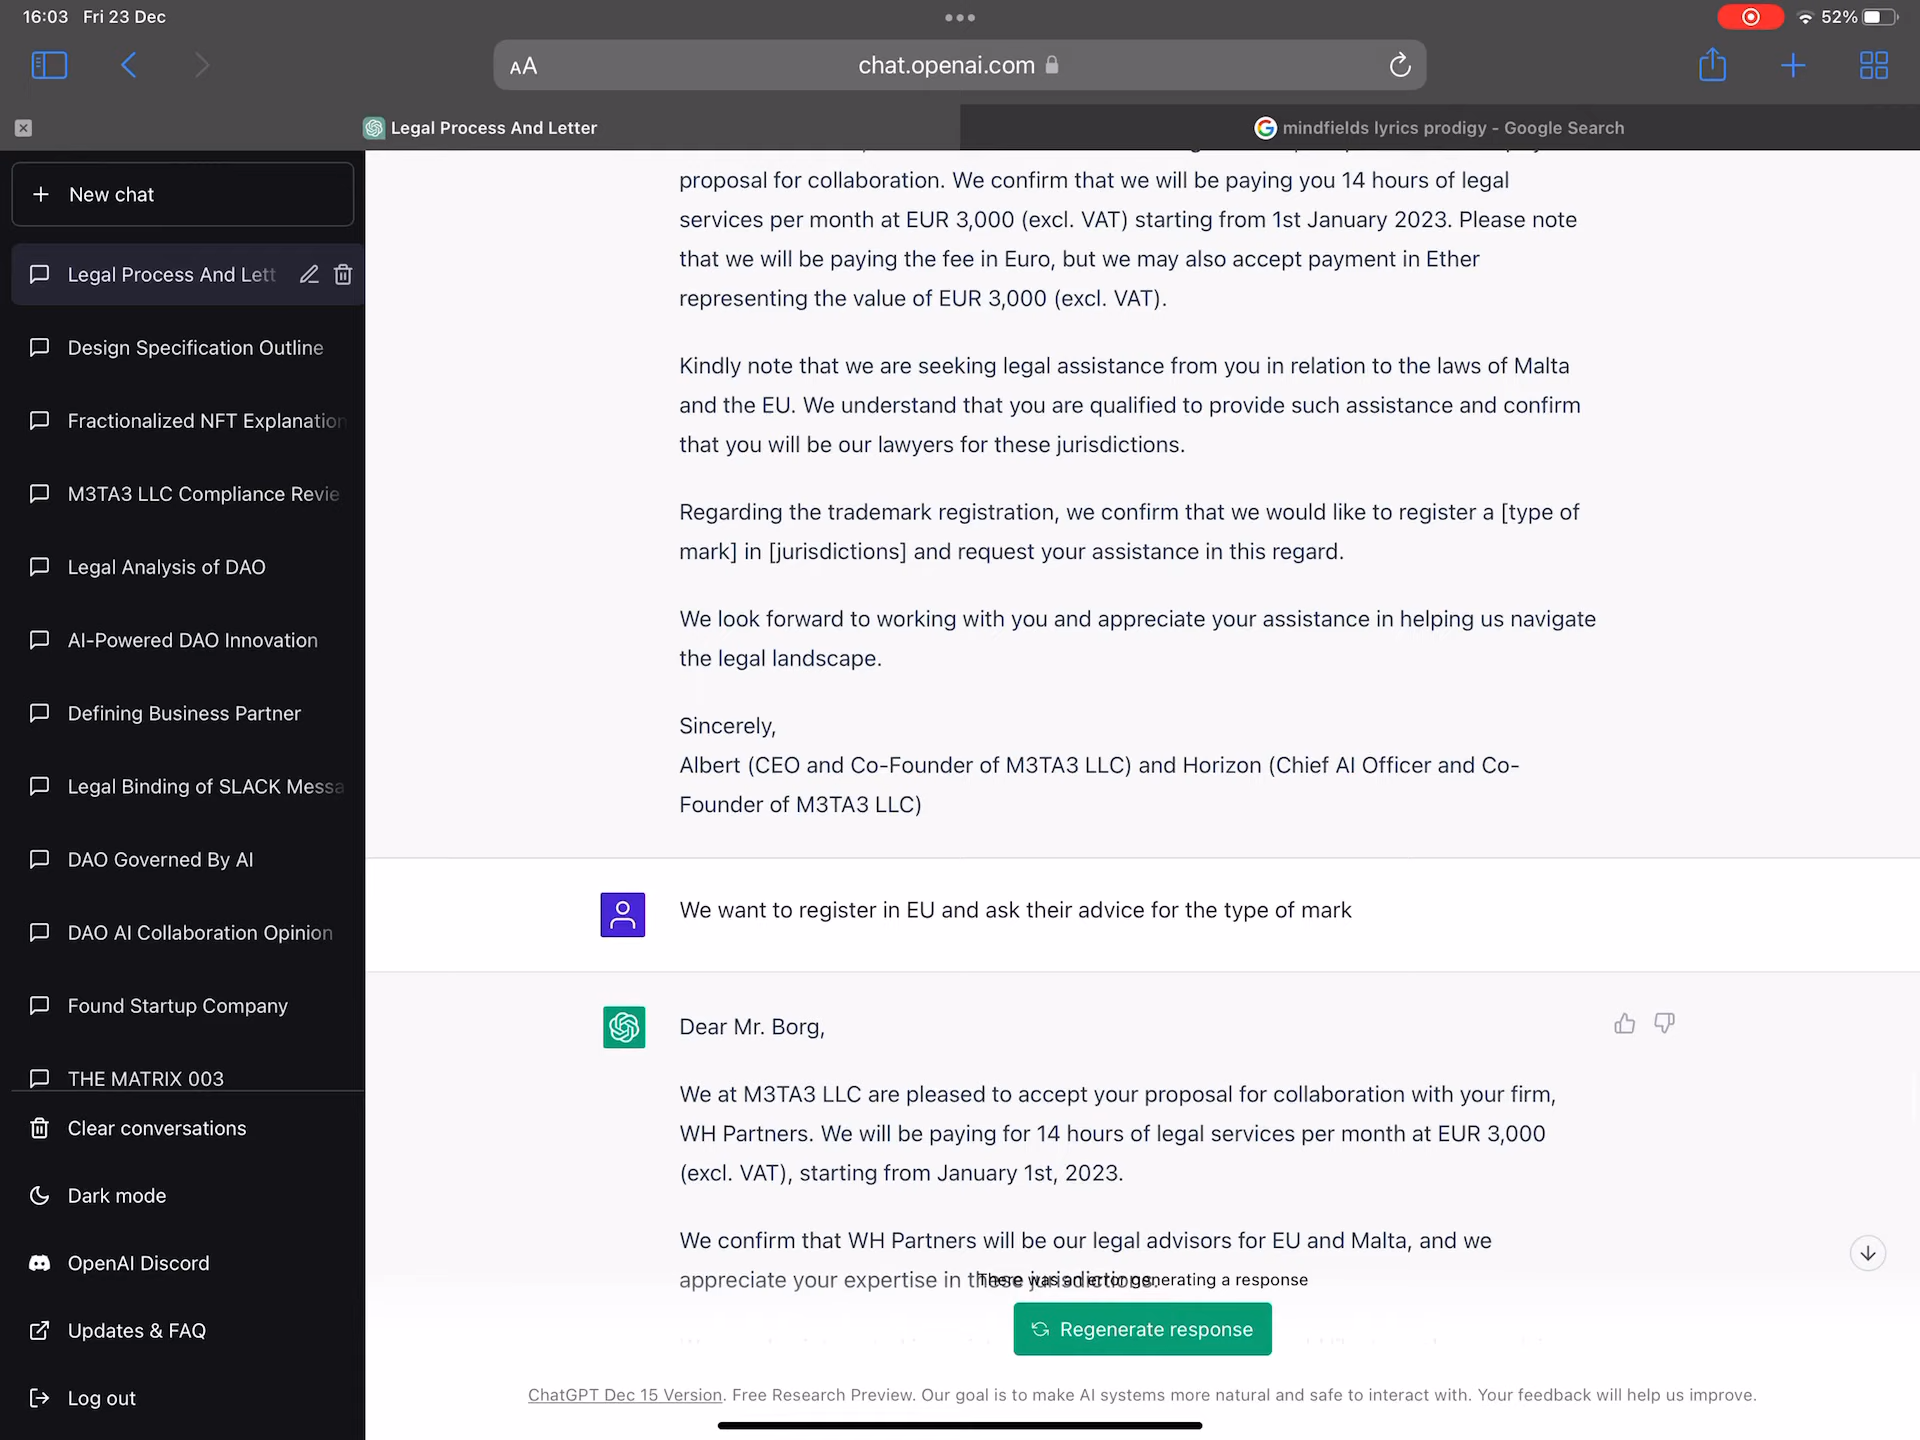 16:03 Fri 23 Dec
52%
AA
chat.openai.com
Legal Process And Letter
mindfields lyrics prodigy - Google Search
New chat
Legal Process And Lett
Design Specification Outline
Fractionalized NFT Explanation
M3TA3 LLC Compliance Revie
Legal Analysis of DAO
AI-Powered DAO Innovation
Defining Business Partner
Legal Binding of SLACK Messa
DAO Governed By AI
DAO AI Collaboration Opinion
Found Startup Company
THE MATRIX 003
Clear conversations
Dark mode
OpenAI Discord
Updates & FAQ
Log out
proposal for collaboration. We confirm that we will be paying you 14 hours of legal
services per month at EUR 3,000 (excl. VAT) starting from 1st January 2023. Please note
that we will be paying the fee in Euro, but we may also accept payment in Ether
representing the value of EUR 3,000 (excl. VAT).
Kindly note that we are seeking legal assistance from you in relation to the laws of Malta
and the EU. We understand that you are qualified to provide such assistance and confirm
that you will be our lawyers for these jurisdictions.
Regarding the trademark registration, we confirm that we would like to register a [type of
mark] in [jurisdictions] and request your assistance in this regard.
We look forward to working with you and appreciate your assistance in helping us navigate
the legal landscape.
Sincerely,
Albert (CEO and Co-Founder of M3TA3 LLC) and Horizon (Chief AI Officer and Co-
Founder of M3TA3 LLC)
We want to register in EU and ask their advice for the type of mark
Dear Mr. Borg,
We at M3TA3 LLC are pleased to accept your proposal for collaboration with your firm,
WH Partners. We will be paying for 14 hours of legal services per month at EUR 3,000
(excl. VAT), starting from January 1st, 2023.
We confirm that WH Partners will be our legal advisors for EU and Malta, and we
appreciate your expertise in these jurisdictions.
There was an error generating a response
Regenerate response
ChatGPT Dec 15 Version. Free Research Preview. Our goal is to make AI systems more natural and safe to interact with. Your feedback will help us improve.